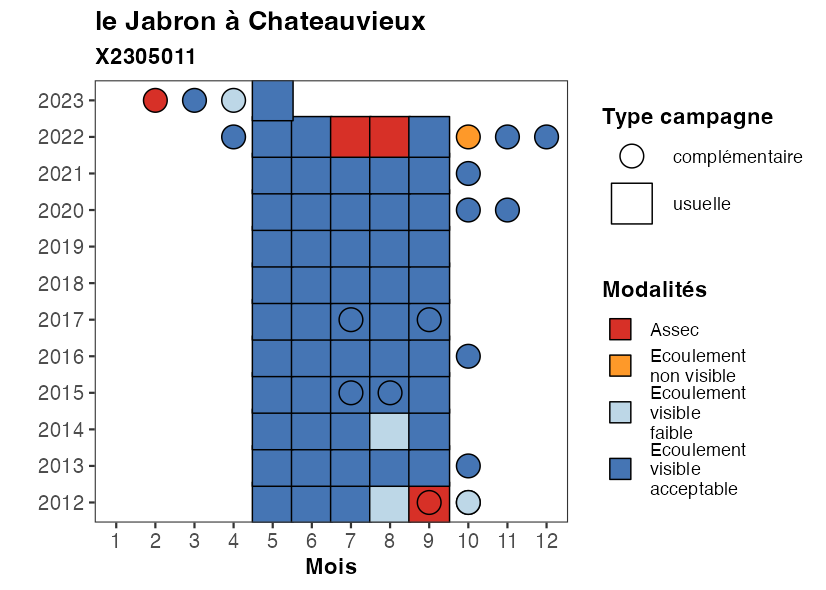 le Jabron à Chateauvieux
X2305011
2023
2022
2021
2020
2019
2018
2017
2016
2015
2014
2013
2012
1 2 3 4 5 6 7 8 9 10 11 12
Mois
Type campagne
complémentaire
usuelle
Modalités
Assec
Ecoulement
non visible
Ecoulement
visible
faible
Ecoulement
visible
acceptable